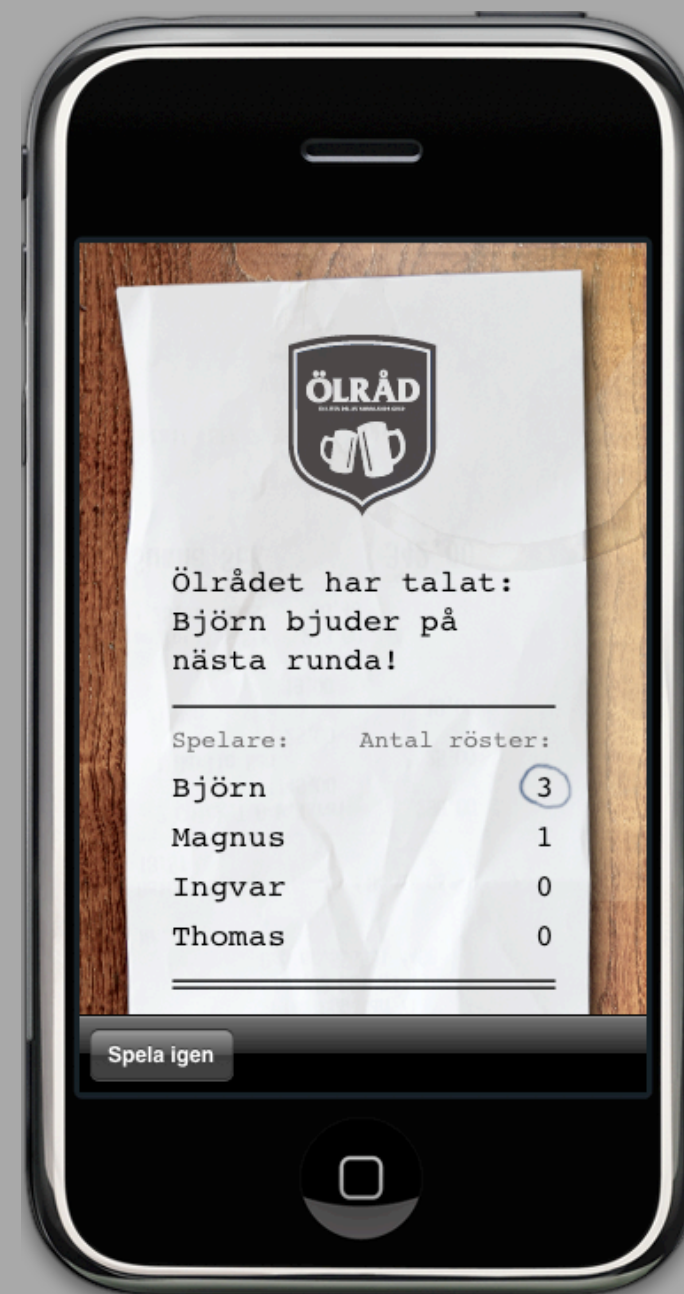 ÖLRÅD
Ölrådet har talat:
Björn bjuder på
nästa runda!
Spelare: Antal röster:
Björn 3
Magnus 1
Ingvar 0
Thomas 0
Spela igen